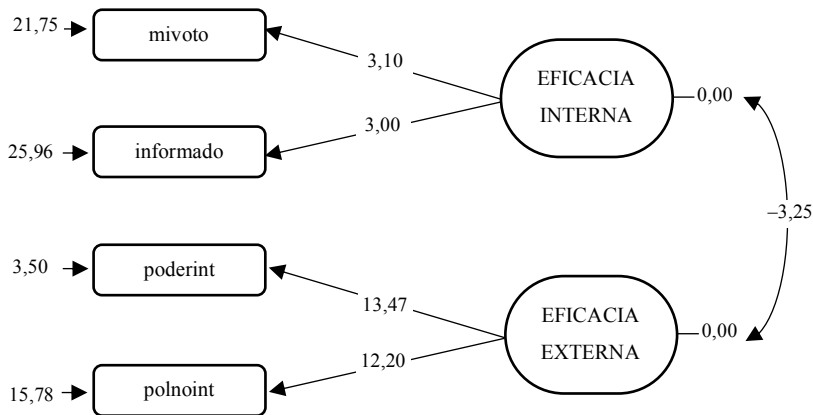 21,75
mivoto
3,10
EFICACIA
INTERNA
0,00
3,00
25,96
informado
–3,25
3,50
poderint
13,47
EFICACIA
EXTERNA
0,00
12,20
15,78
polnoint